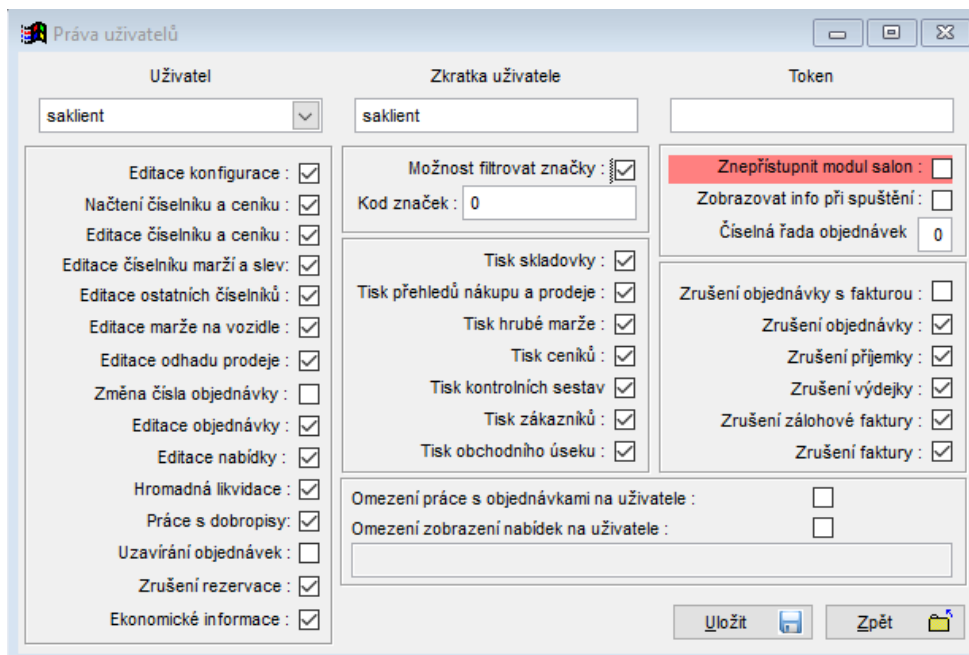 Práva uživatelů
Uživatel
saklient
Zkratka uživatele
saklient
Token
Editace konfigurace :
Načtení číselníku a ceníku :
Editace číselníku a ceníku :
Editace číselníku marží a slev:
Editace ostatních číselníků :
Editace marže na vozidle :
Editace odhadu prodeje :
Změna čísla objednávky :
Editace objednávky :
Editace nabídky :
Hromadná likvidace :
Práce s dobropisy:
Uzavírání objednávek :
Zrušení rezervace :
Ekonomické informace :
Možnost filtrovat značky :
Kod značek : 0
Tisk skladovky :
Tisk přehledů nákupu a prodeje :
Tisk hrubé marže :
Tisk ceníků :
Tisk kontrolních sestav
Tisk zákazníků :
Tisk obchodního úseku :
Znepřístupnit modul salon :
Zobrazovat info při spuštění :
Číselná řada objednávek 0
Zrušení objednávky s fakturou :
Zrušení objednávky :
Zrušení příjemky :
Zrušení výdejky :
Zrušení zálohové faktury :
Zrušení faktury :
Omezení práce s objednávkami na uživatele :
Omezení zobrazení nabídek na uživatele :
Uložit
Zpět